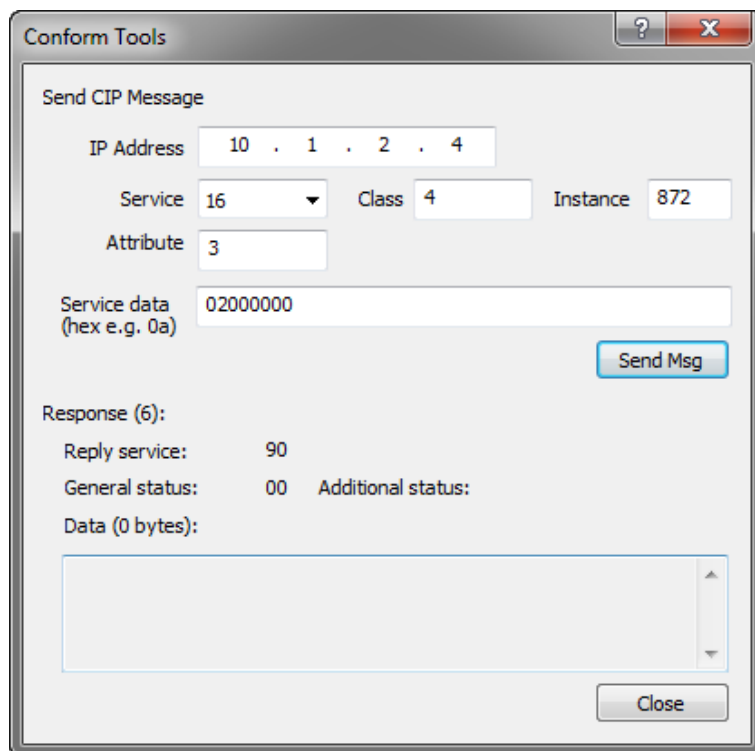 Conform Tools
Send CIP Message
IP Address 10 . 1 . 2 . 4
Service 16 Class 4 Instance 872
Attribute 3
Service data 02000000
(hex e.g. 0a)
Send Msg
Response (6):
Reply service: 90
General status: 00 Additional status:
Data (0 bytes):
Close